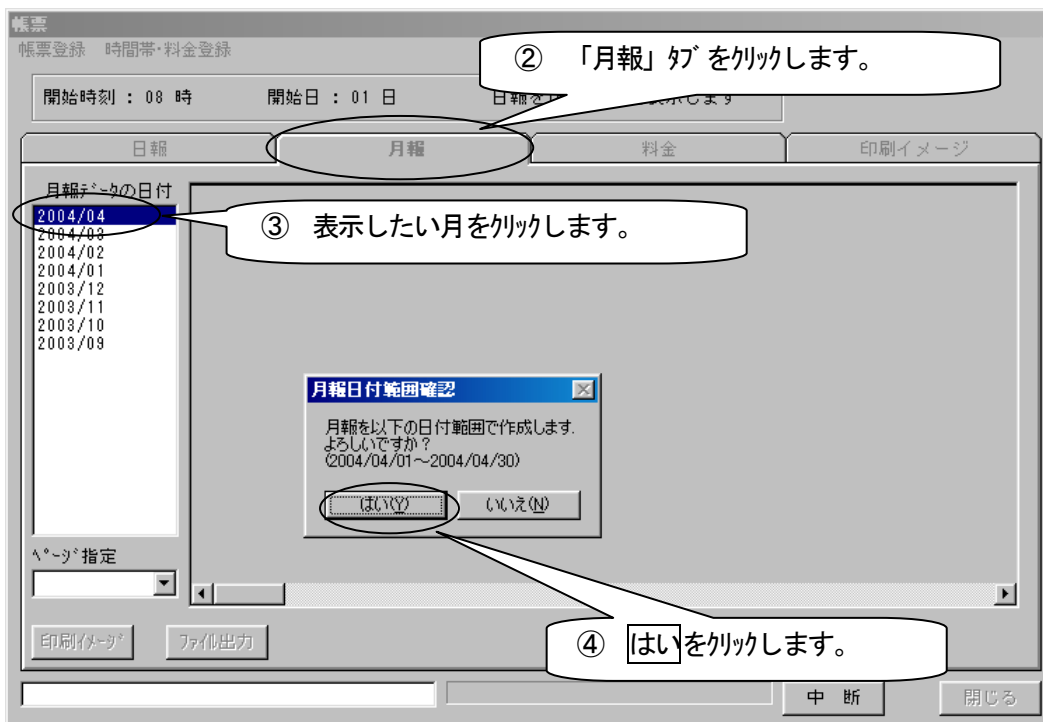 帳票
帳票登録 時間帯・料金登録
② 「月報」ﾀﾌﾞをｸﾘｯｸします。
開始時刻 : 08 時 開始日 : 01 日
日報 月報 料金 印刷イメージ
月報ﾃﾞｰﾀの日付
2004/04
2004/03
2004/02
2004/01
2003/12
2003/11
2003/10
2003/09
③ 表示したい月をｸﾘｯｸします。
月報日付範囲確認
月報を以下の日付範囲で作成します.
よろしいですか？
(2004/04/01～2004/04/30)
はい(Y) いいえ(N)
ﾍﾟｰｼﾞ指定
印刷ｲﾒｰｼﾞ ﾌｧｲﾙ出力
④ はいをｸﾘｯｸします。
中 断 閉じる